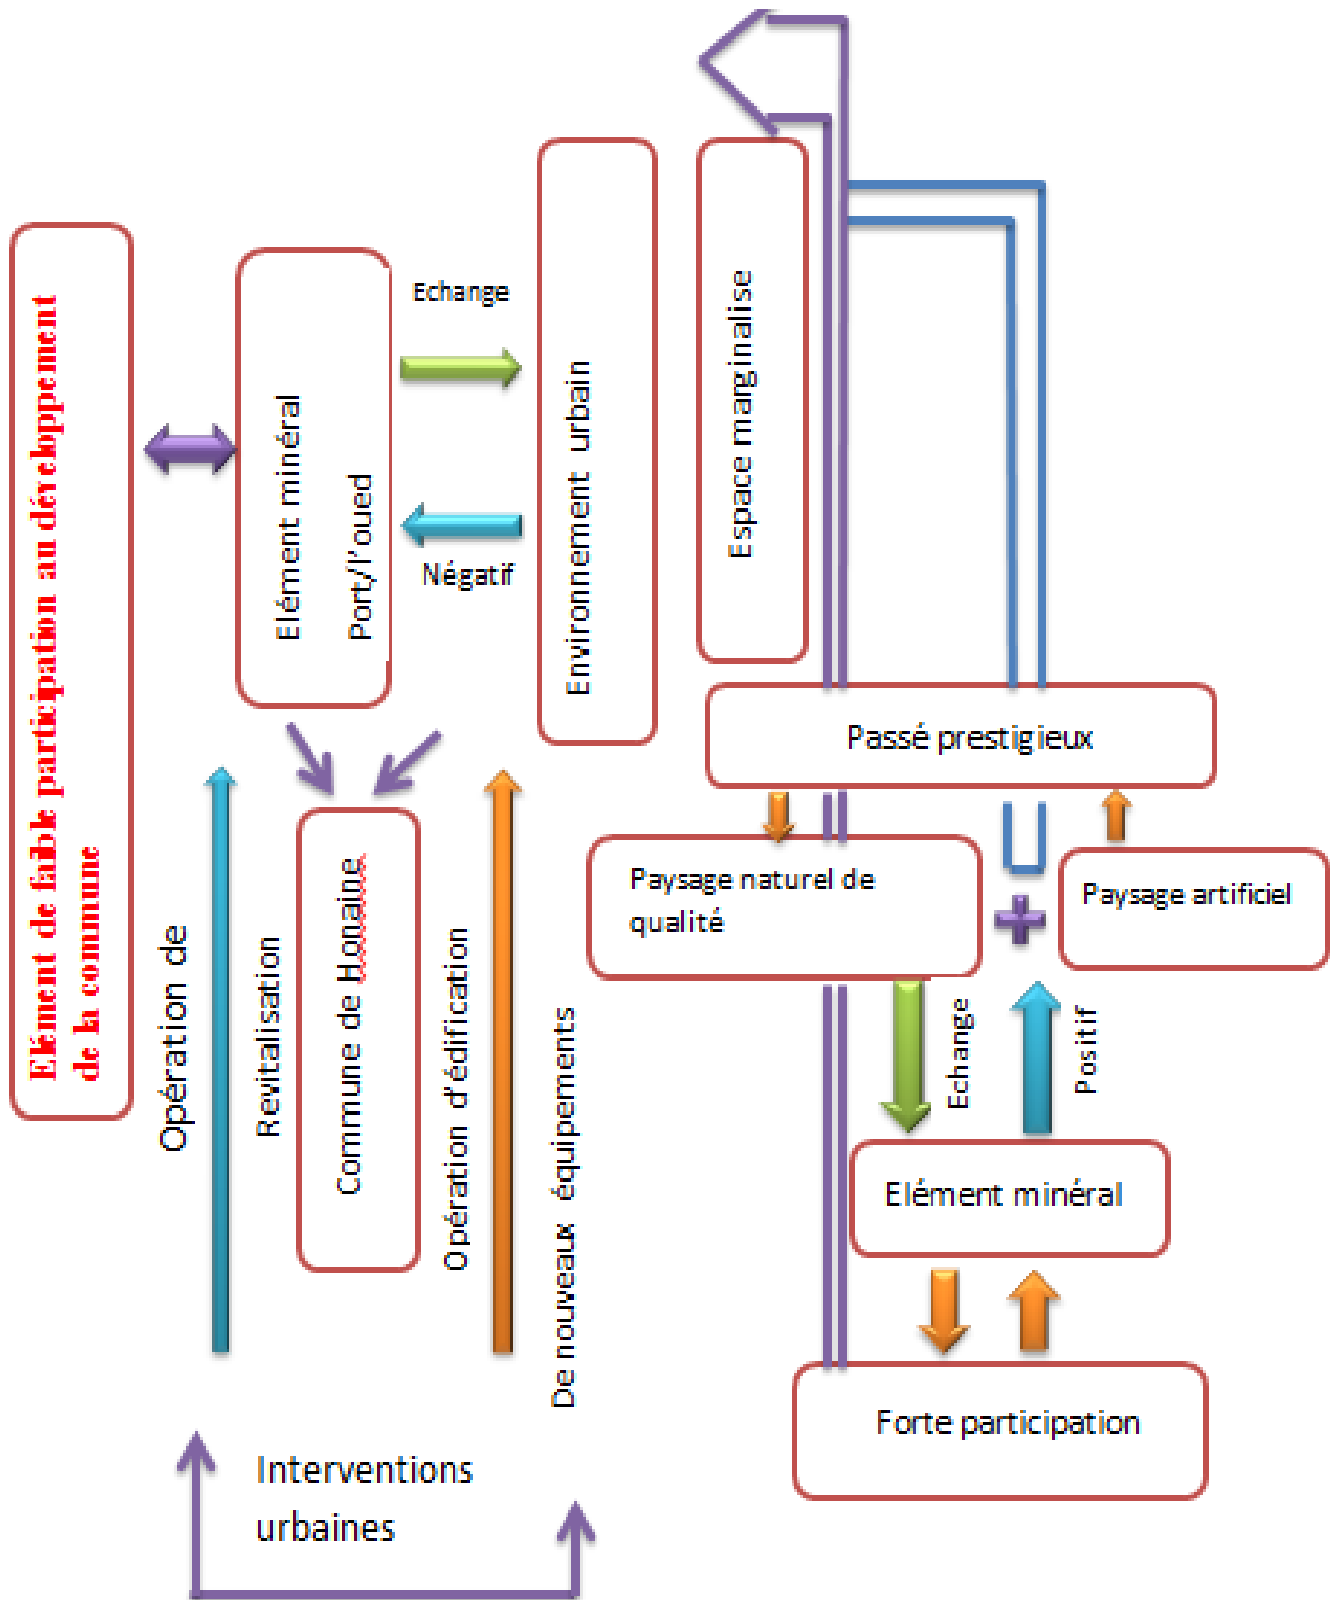 Elément de faible participation au développement
de la commune
Elément minéral
Port/l'oued
Echange
Négatif
Environnement urbain
Espace marginalise
Passé prestigieux
Paysage naturel de
qualité
Paysage artificiel
Echange
Positif
Elément minéral
Forte participation
Opération de
Revitalisation
Commune de Honaine
Opération d'édification
De nouveaux équipements
Interventions
urbaines